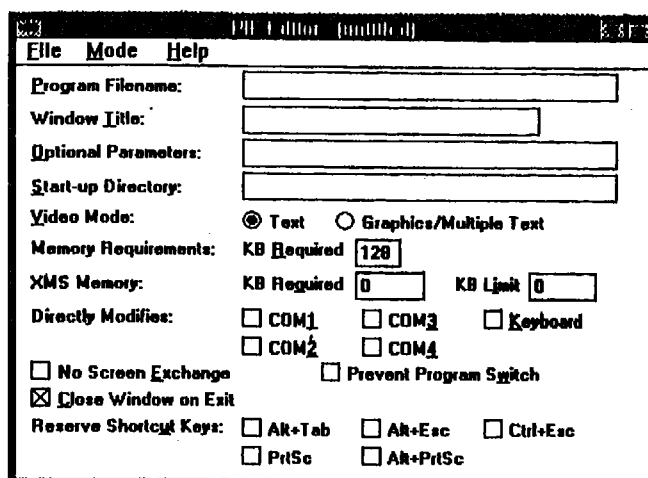 PIF Editor - (untitled)
File Mode Help
Program Filename:
Window Title:
Optional Parameters:
Start-up Directory:
Video Mode: Text Graphics/Multiple Text
Memory Requirements: KB Required 128
XMS Memory: KB Required 0 KB Limit 0
Directly Modifies: COM1 COM3 Keyboard
COM2 COM4
No Screen Exchange Prevent Program Switch
Close Window on Exit
Reserve Shortcut Keys: Alt+Tab Alt+Esc Ctrl+Esc
PrtSc Alt+PrtSc